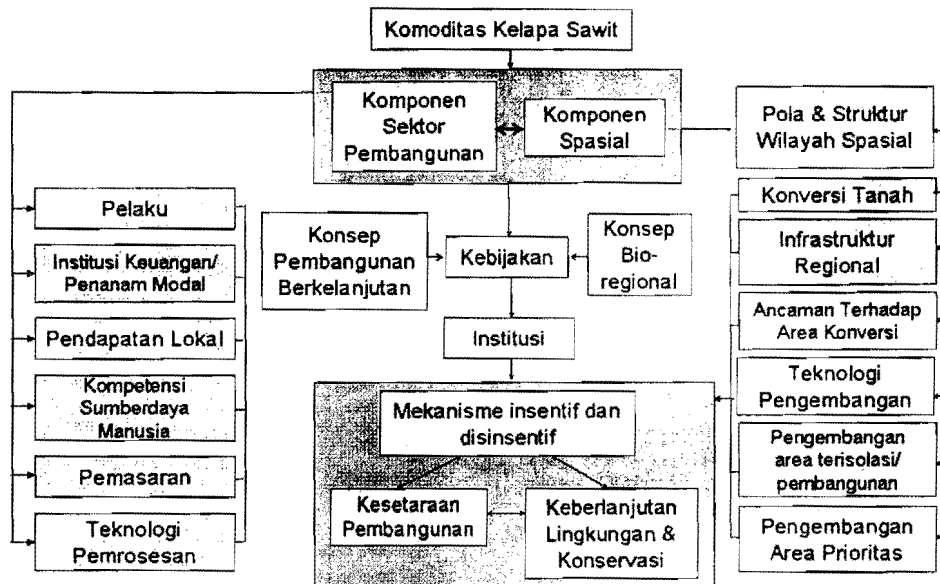 Komoditas Kelapa Sawit
Komponen
Sektor
Pembangunan
Komponen
Spasial
Pola & Struktur
Wilayah Spasial
Pelaku
Institusi Keuangan/
Penanam Modal
Pendapatan Lokal
Kompetensi
Sumberdaya
Manusia
Pemasaran
Teknologi
Pemrosesan
Konsep
Pembangunan
Berkelanjutan
Kebijakan
Konsep
Bio-
regional
Institusi
Mekanisme insentif dan
disinsentif
Kesetaraan
Pembangunan
Keberlanjutan
Lingkungan &
Konservasi
Konversi Tanah
Infrastruktur
Regional
Ancaman Terhadap
Area Konversi
Teknologi
Pengembangan
Pengembangan
area terisolasi/
pembangunan
Pengembangan
Area Prioritas